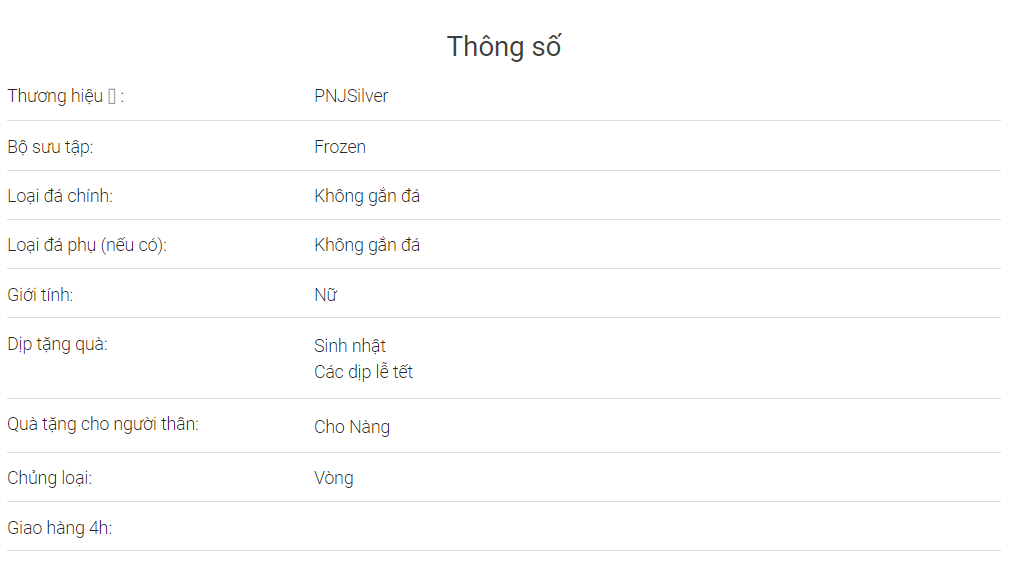 Thông số
Thương hiệu : PNJSilver
Bộ sưu tập: Frozen
Loại đá chính: Không gắn đá
Loại đá phụ (nếu có): Không gắn đá
Giới tính: Nữ
Dịp tặng quà: Sinh nhật
Các dịp lễ tết
Quà tặng cho người thân: Cho Nàng
Chủng loại: Vòng
Giao hàng 4h: